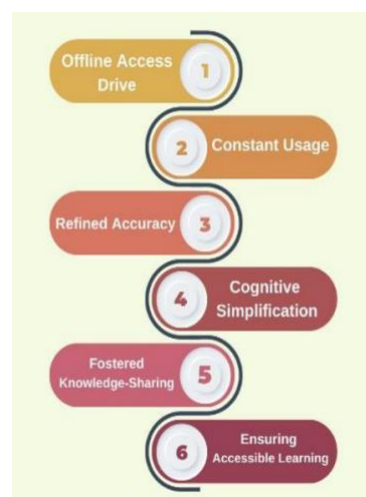 Offline Access
Drive
1
2
Constant Usage
Refined Accuracy
3
4
Cognitive
Simplification
Fostered
Knowledge-Sharing
5
6
Ensuring
Accessible Learning